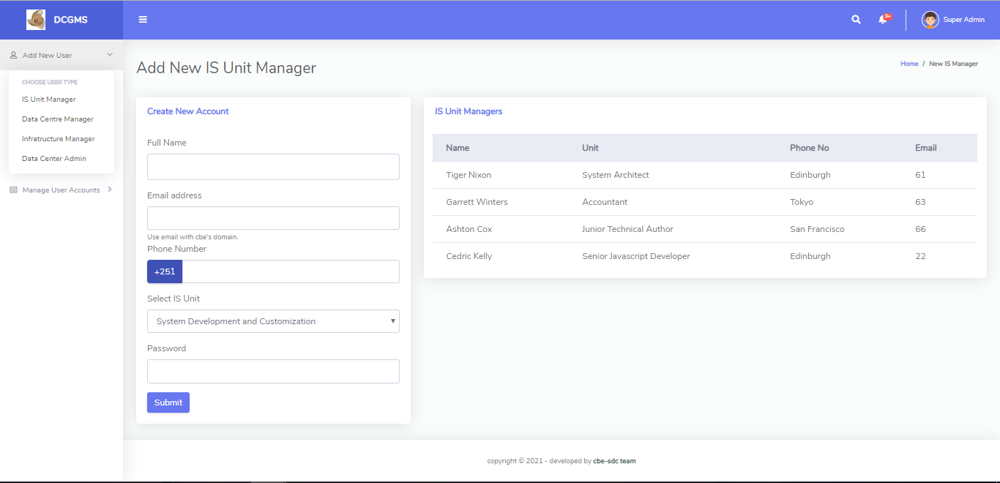 DCGMS
3+
Super Admin
Add New User
CHOOSE USER TYPE
IS Unit Manager
Data Centre Manager
Infratructure Manager
Data Center Admin
Manage User Accounts
Add New IS Unit Manager
Home / New IS Manager
Create New Account
Full Name
Email address
Use email with cbe's domain.
Phone Number
+251
Select IS Unit
System Development and Customization
Password
Submit
IS Unit Managers
Name Unit Phone No Email
Tiger Nixon System Architect Edinburgh 61
Garrett Winters Accountant Tokyo 63
Ashton Cox Junior Technical Author San Francisco 66
Cedric Kelly Senior Javascript Developer Edinburgh 22
copyright © 2021 - developed by cbe-sdc team